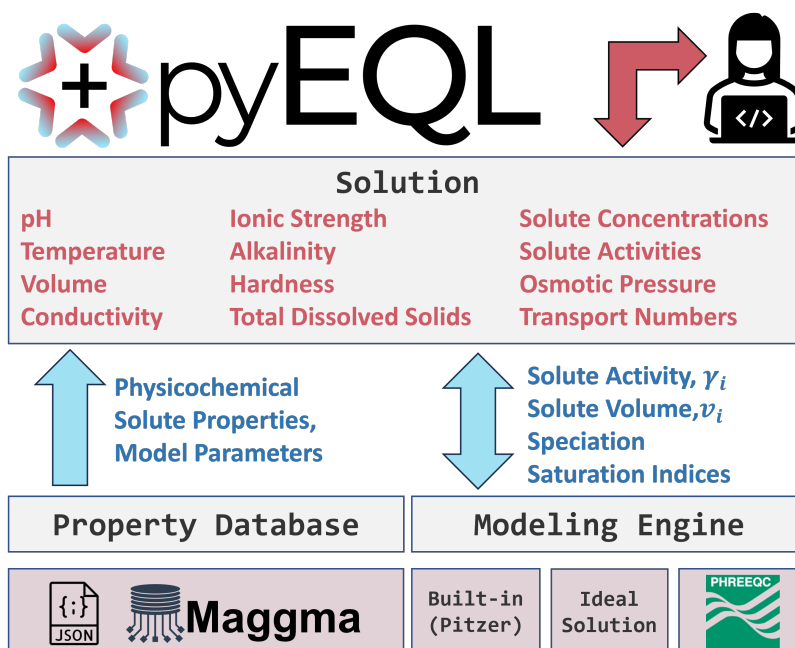 +pyEQL
</>
Solution
pH
Temperature
Volume
Conductivity
Ionic Strength
Alkalinity
Hardness
Total Dissolved Solids
Solute Concentrations
Solute Activities
Osmotic Pressure
Transport Numbers
Physicochemical
Solute Properties,
Model Parameters
Solute Activity, γᵢ
Solute Volume,𝑣ᵢ
Speciation
Saturation Indices
Property Database
Modeling Engine
{;}
JSON
Maggma
Built-in
(Pitzer)
Ideal
Solution
PHREEQC